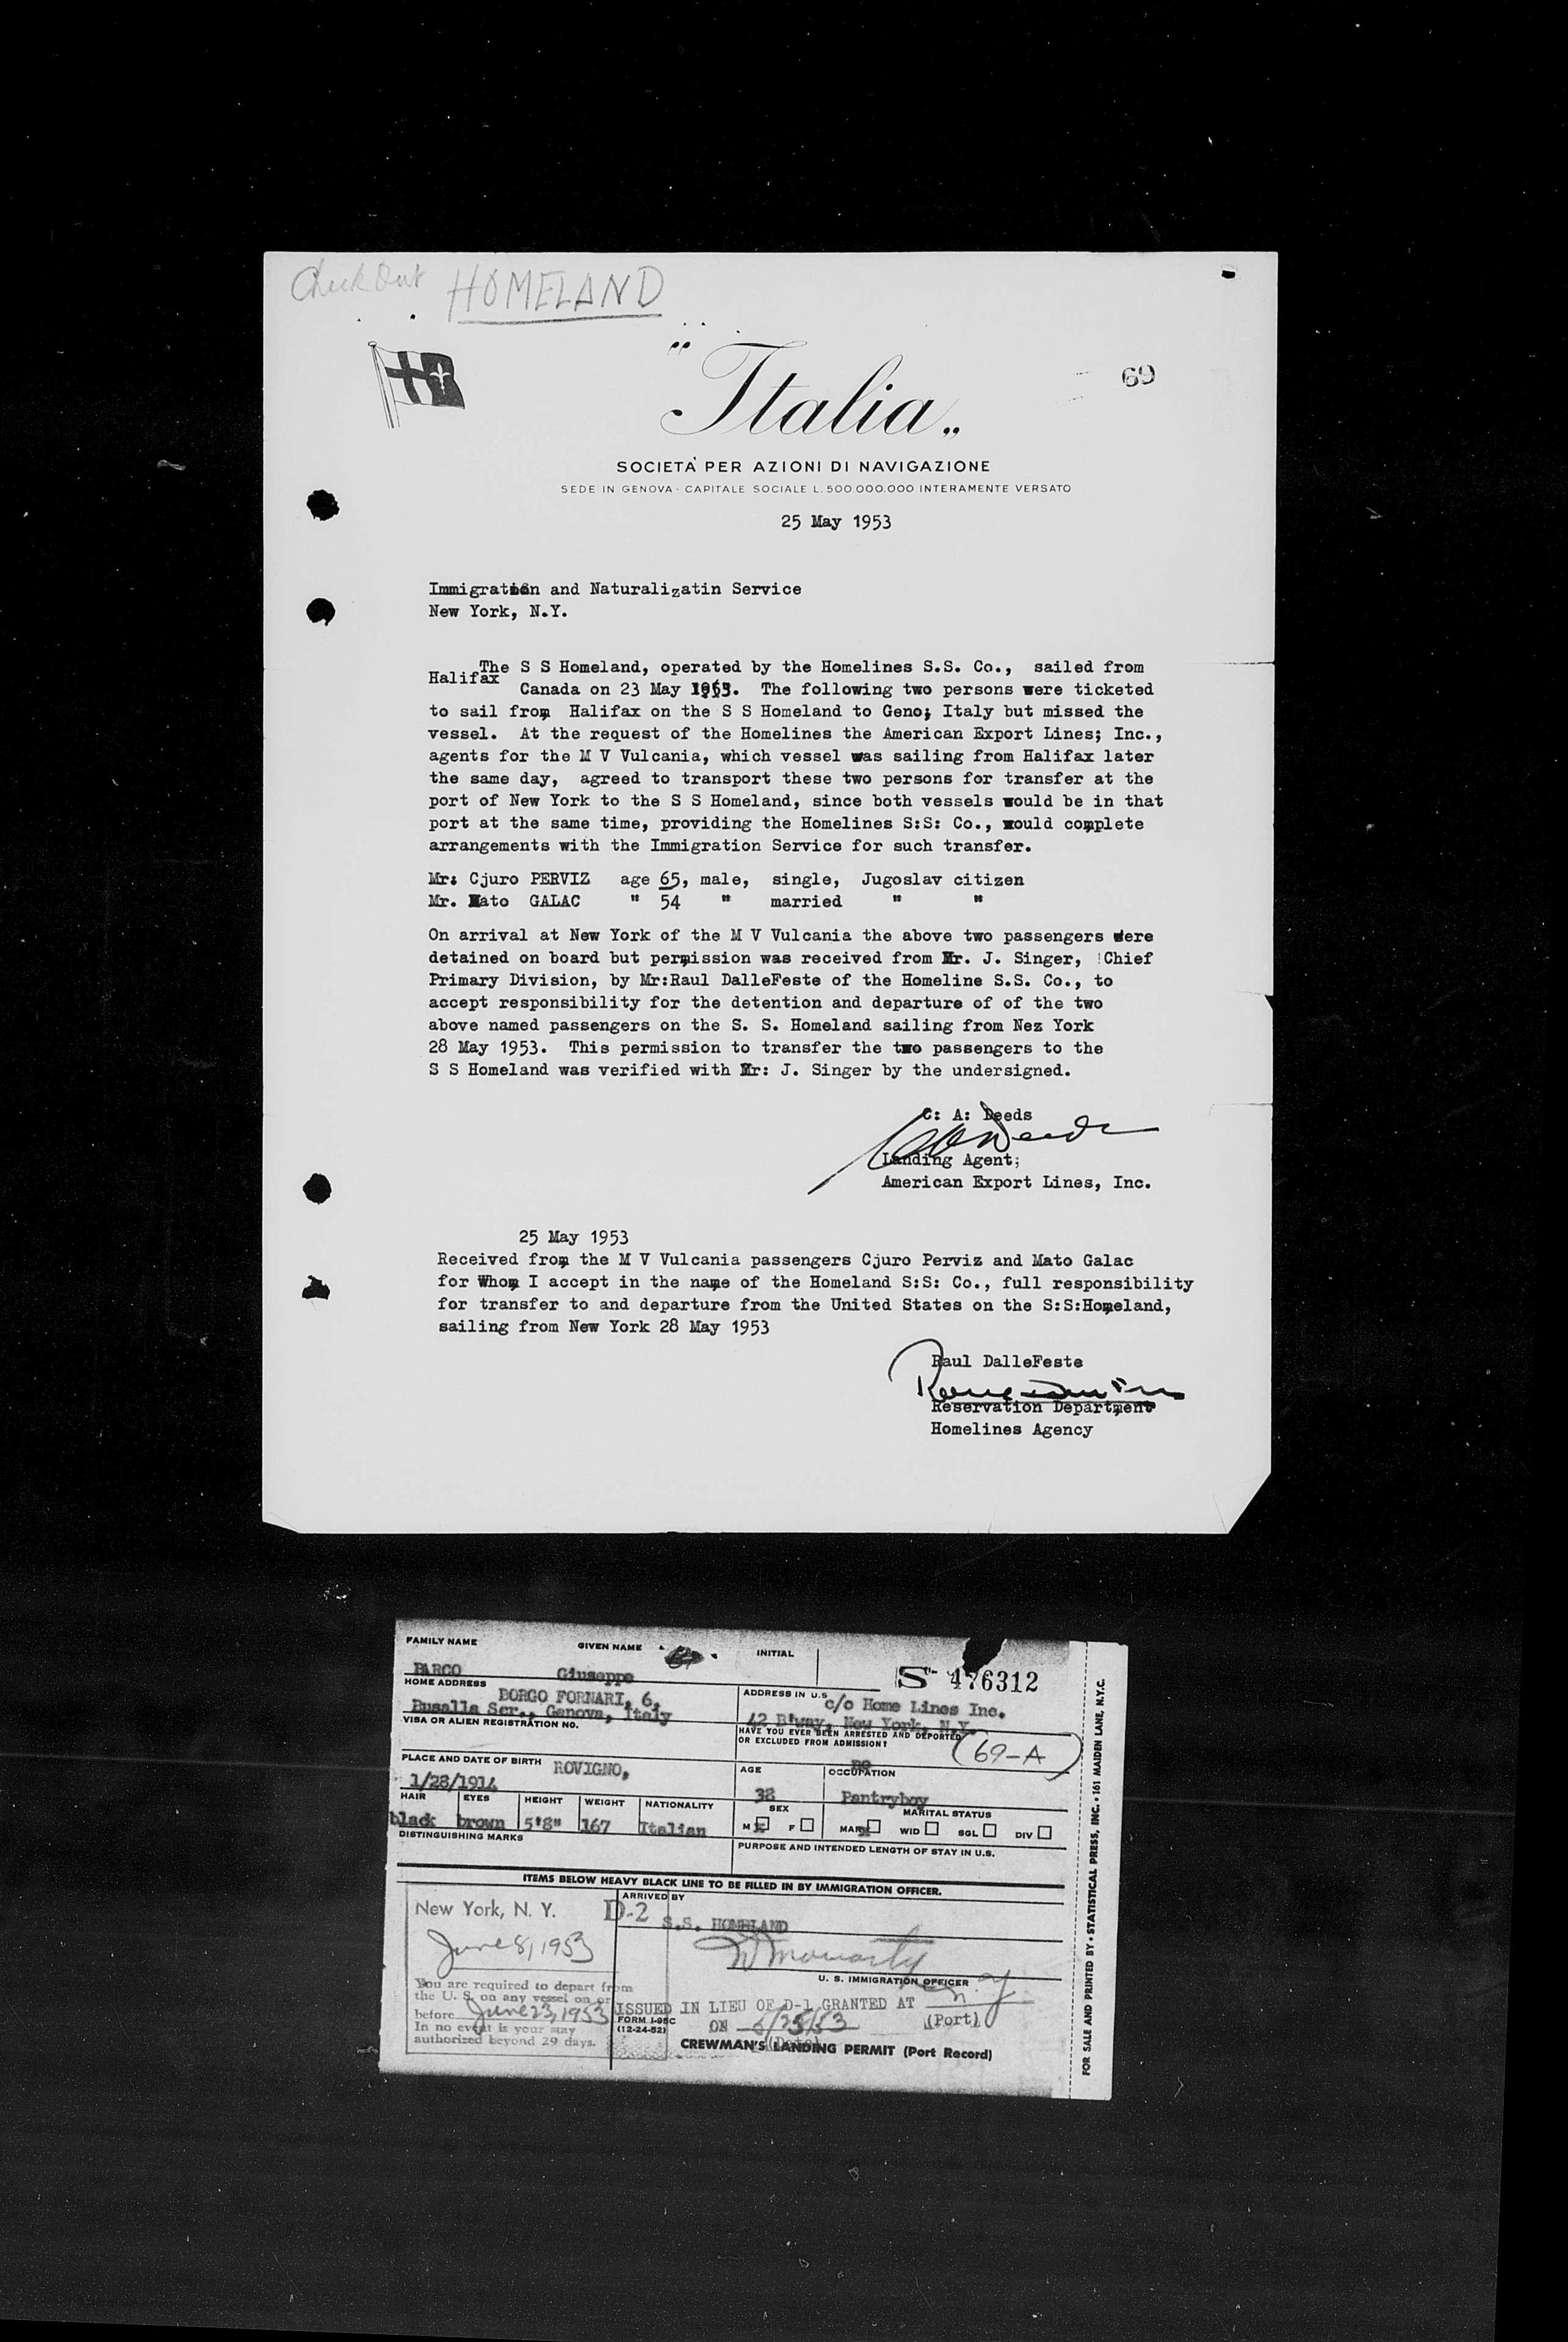 Check Out HOMELAND
"Italia„
69
SOCIETA' PER AZIONI DI NAVIGAZIONE
SEDE IN GENOVA - CAPITALE SOCIALE L. 500.000.000 INTERAMENTE VERSATO
25 May 1953
Immigration and Naturalizatin Service
New York, N.Y.
The S S Homeland, operated by the Homelines S.S. Co., sailed from
Halifax
Canada on 23 May 1953. The following two persons were ticketed
to sail from Halifax on the S S Homeland to Geno; Italy but missed the
vessel. At the request of the Homelines the American Export Lines; Inc.,
agents for the M V Vulcania, which vessel was sailing from Halifax later
the same day, agreed to transport these two persons for transfer at the
port of New York to the S S Homeland, since both vessels would be in that
port at the same time, providing the Homelines S:S: Co., would complete
arrangements with the Immigration Service for such transfer.
Mr: Cjuro PERVIZ age 65, male, single, Jugoslav citizen
Mr. Mato GALAC " 54 " married " "
On arrival at New York of the M V Vulcania the above two passengers were
detained on board but permission was received from Mr. J. Singer, Chief
Primary Division, by Mr:Raul DalleFeste of the Homeline S.S. Co., to
accept responsibility for the detention and departure of of the two
above named passengers on the S. S. Homeland sailing from Nez York
28 May 1953. This permission to transfer the two passengers to the
S S Homeland was verified with Mr: J. Singer by the undersigned.
C: A: Deeds
CADeeds
Landing Agent;
American Export Lines, Inc.
25 May 1953
Received from the M V Vulcania passengers Cjuro Perviz and Mato Galac
for Whom I accept in the name of the Homeland S:S: Co., full responsibility
for transfer to and departure from the United States on the S:S:Homeland,
sailing from New York 28 May 1953
Raul DalleFeste
Reservation Department
Homelines Agency
FAMILY NAME GIVEN NAME INITIAL
PARCO Giuseppe
S- 476312
HOME ADDRESS
BORGO FORNARI, 6,
Busalla Scr., Genova, Italy
ADDRESS IN U.S.
c/o Home Lines Inc.
42 B'way, New York, N.Y.
VISA OR ALIEN REGISTRATION NO.
HAVE YOU EVER BEEN ARRESTED AND DEPORTED
OR EXCLUDED FROM ADMISSION?
no
69-A
PLACE AND DATE OF BIRTH ROVIGNO,
1/28/1914
AGE
38
OCCUPATION
Pantryboy
HAIR EYES HEIGHT WEIGHT NATIONALITY
black brown 5'8" 167 Italian
SEX
M X F
MARITAL STATUS
MAR X WID SGL DIV
DISTINGUISHING MARKS
PURPOSE AND INTENDED LENGTH OF STAY IN U.S.
ITEMS BELOW HEAVY BLACK LINE TO BE FILLED IN BY IMMIGRATION OFFICER.
New York, N. Y.
June 8, 1953
You are required to depart from
the U. S. on any vessel on or
before June 23, 1953
In no event is your stay
authorized beyond 29 days.
D-2
ARRIVED BY
S.S. HOMELAND
U. S. IMMIGRATION OFFICER
ISSUED IN LIEU OF D-1 GRANTED AT N.Y
(Port)
ON 5/25/53
(Date)
FORM I-95C
(12-24-52)
CREWMAN'S LANDING PERMIT (Port Record)
FOR SALE AND PRINTED BY • STATISTICAL PRESS, INC. • 161 MAIDEN LANE, N.Y.C.